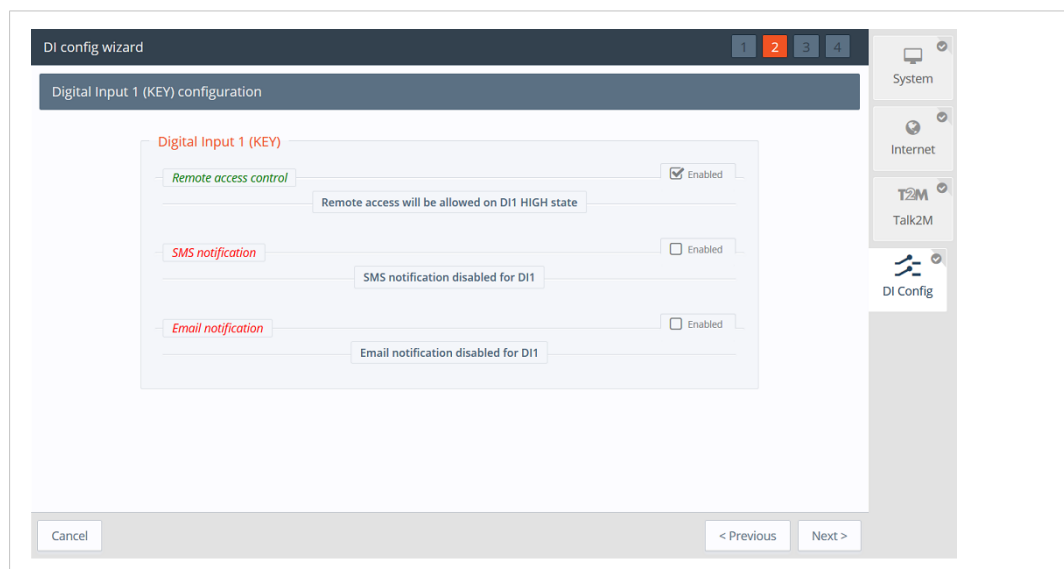 DI config wizard
1 2 3 4
System
Digital Input 1 (KEY) configuration
Internet
Digital Input 1 (KEY)
Remote access control
Enabled
Remote access will be allowed on DI1 HIGH state
T2M
Talk2M
SMS notification
Enabled
SMS notification disabled for DI1
DI Config
Email notification
Enabled
Email notification disabled for DI1
Cancel
< Previous
Next >